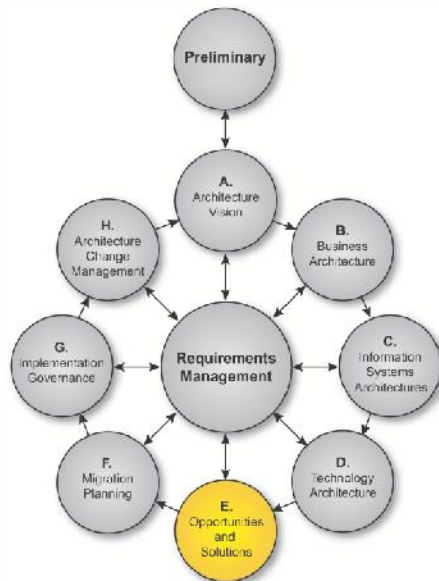 Preliminary
A.
Architecture
Vision
B.
Business
Architecture
C.
Information
Systems
Architectures
D.
Technology
Architecture
E.
Opportunities
and
Solutions
F.
Migration
Planning
G.
Implementation
Governance
H.
Architecture
Change
Management
Requirements
Management